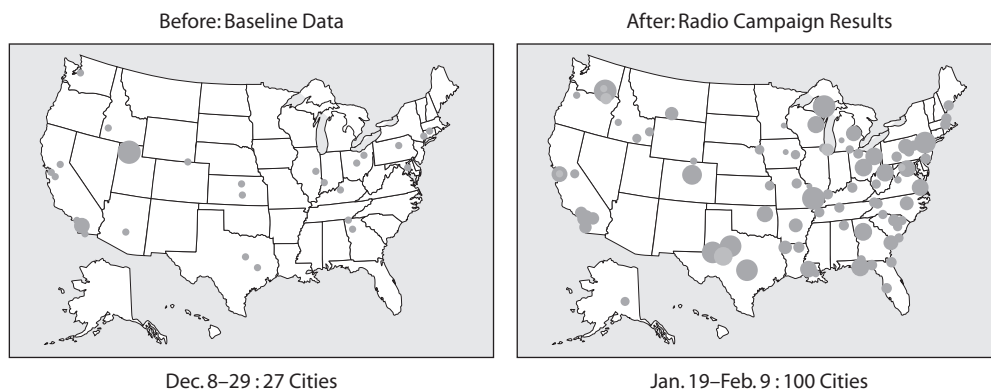 Before: Baseline Data
After: Radio Campaign Results
Dec. 8–29 : 27 Cities
Jan. 19–Feb. 9 : 100 Cities